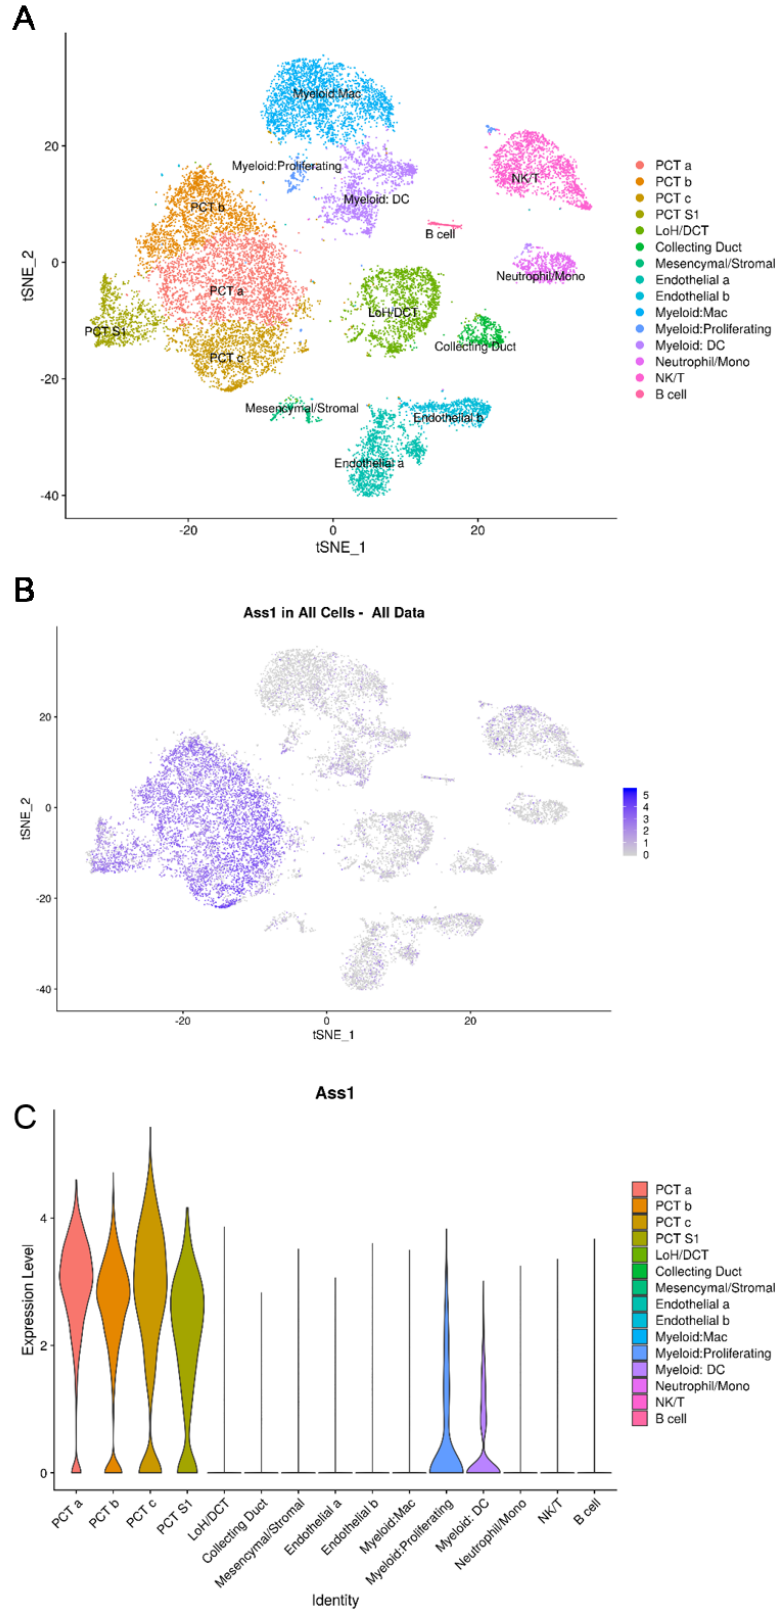 A
20
0
-20
-40
tSNE_2
-20
0
20
tSNE_1
Myeloid:Mac
Myeloid:Proliferating
Myeloid: DC
NK/T
PCT b
B cell
Neutrophil/Mono
PCT a
LoH/DCT
PCT S1
Collecting Duct
PCT c
Mesencymal/Stromal
Endothelial b
Endothelial a
PCT a
PCT b
PCT c
PCT S1
LoH/DCT
Collecting Duct
Mesencymal/Stromal
Endothelial a
Endothelial b
Myeloid:Mac
Myeloid:Proliferating
Myeloid: DC
Neutrophil/Mono
NK/T
B cell
B
Ass1 in All Cells - All Data
20
0
-20
-40
tSNE_2
-20
0
20
tSNE_1
5
4
3
2
1
0
C
Ass1
4
2
0
Expression Level
PCT a
PCT b
PCT c
PCT S1
LoH/DCT
Collecting Duct
Mesencymal/Stromal
Endothelial a
Endothelial b
Myeloid:Mac
Myeloid:Proliferating
Myeloid: DC
Neutrophil/Mono
NK/T
B cell
Identity
PCT a
PCT b
PCT c
PCT S1
LoH/DCT
Collecting Duct
Mesencymal/Stromal
Endothelial a
Endothelial b
Myeloid:Mac
Myeloid:Proliferating
Myeloid: DC
Neutrophil/Mono
NK/T
B cell